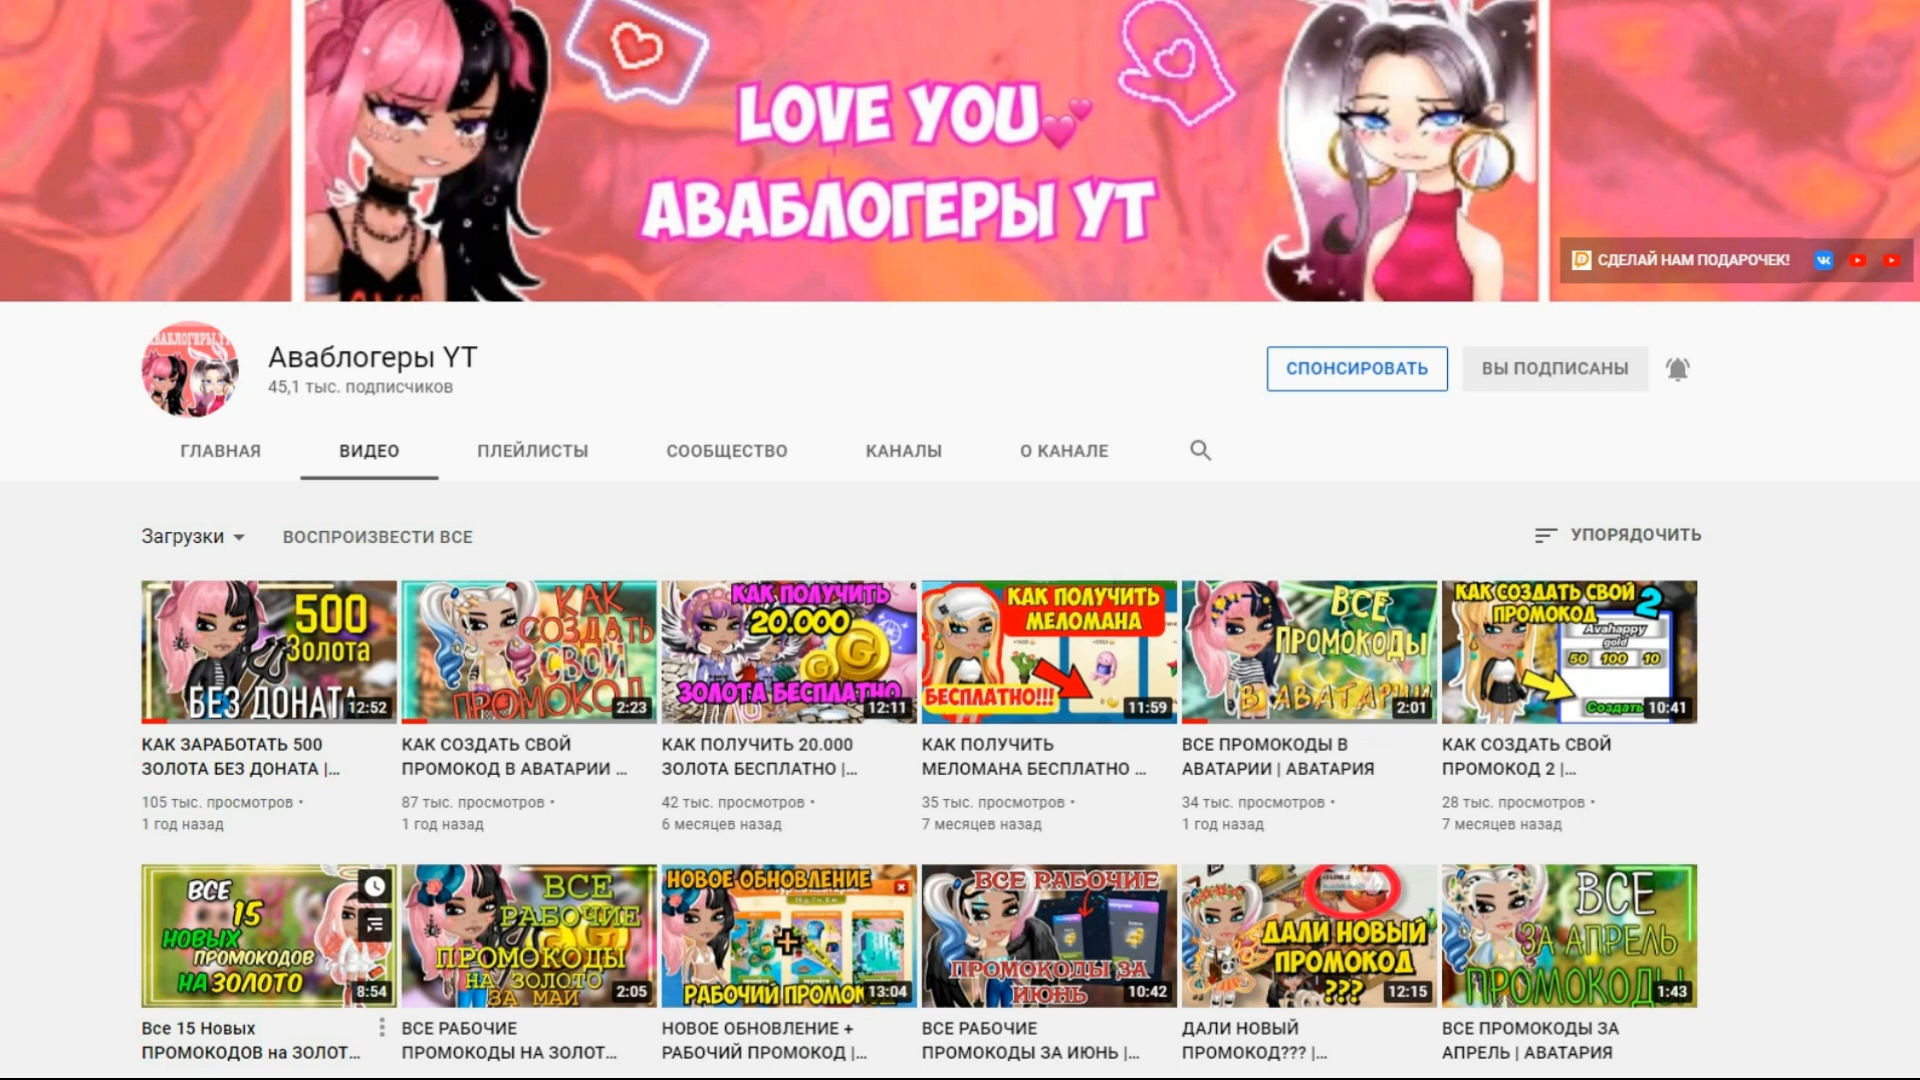 LOVE YOU
АВАБЛОГЕРЫ YT
СДЕЛАЙ НАМ ПОДАРОЧЕК!
Аваблогеры YT
45,1 тыс. подписчиков
СПОНСИРОВАТЬ
ВЫ ПОДПИСАНЫ
ГЛАВНАЯ
ВИДЕО
ПЛЕЙЛИСТЫ
СООБЩЕСТВО
КАНАЛЫ
О КАНАЛЕ
Загрузки
ВОСПРОИЗВЕСТИ ВСЕ
УПОРЯДОЧИТЬ
500
Золота
БЕЗ ДОНАТА
12:52
КАК ЗАРАБОТАТЬ 500
ЗОЛОТА БЕЗ ДОНАТА |...
105 тыс. просмотров •
1 год назад
КАК
СОЗДАТЬ
СВОЙ
ПРОМОКОД
2:23
КАК СОЗДАТЬ СВОЙ
ПРОМОКОД В АВАТАРИИ ...
87 тыс. просмотров •
1 год назад
КАК ПОЛУЧИТЬ
20.000
ЗОЛОТА БЕСПЛАТНО
12:11
КАК ПОЛУЧИТЬ 20.000
ЗОЛОТА БЕСПЛАТНО |...
42 тыс. просмотров •
6 месяцев назад
КАК ПОЛУЧИТЬ
МЕЛОМАНА
БЕСПЛАТНО!!!
11:59
КАК ПОЛУЧИТЬ
МЕЛОМАНА БЕСПЛАТНО ...
35 тыс. просмотров •
7 месяцев назад
ВСЕ
ПРОМОКОДЫ
В АВАТАРИИ
2:01
ВСЕ ПРОМОКОДЫ В
АВАТАРИИ | АВАТАРИЯ
34 тыс. просмотров •
1 год назад
КАК СОЗДАТЬ СВОЙ 2
ПРОМОКОД
Avahappy
gold
50 100 10
Создать
10:41
КАК СОЗДАТЬ СВОЙ
ПРОМОКОД 2 |...
28 тыс. просмотров •
7 месяцев назад
ВСЕ
15
НОВЫХ
ПРОМОКОДОВ
НА ЗОЛОТО
8:54
Все 15 Новых
ПРОМОКОДОВ на ЗОЛОТ...
ВСЕ
РАБОЧИЕ
ПРОМОКОДЫ
НА ЗОЛОТО
ЗА МАЙ
2:05
ВСЕ РАБОЧИЕ
ПРОМОКОДЫ НА ЗОЛОТ...
НОВОЕ ОБНОВЛЕНИЕ
+
РАБОЧИЙ ПРОМОК
13:04
НОВОЕ ОБНОВЛЕНИЕ +
РАБОЧИЙ ПРОМОКОД |...
ВСЕ РАБОЧИЕ
ПРОМОКОДЫ ЗА
ИЮНЬ
10:42
ВСЕ РАБОЧИЕ
ПРОМОКОДЫ ЗА ИЮНЬ |...
ДАЛИ НОВЫЙ
ПРОМОКОД
???
12:15
ДАЛИ НОВЫЙ
ПРОМОКОД??? |...
ВСЕ
ЗА АПРЕЛЬ
ПРОМОКОДЫ
1:43
ВСЕ ПРОМОКОДЫ ЗА
АПРЕЛЬ | АВАТАРИЯ